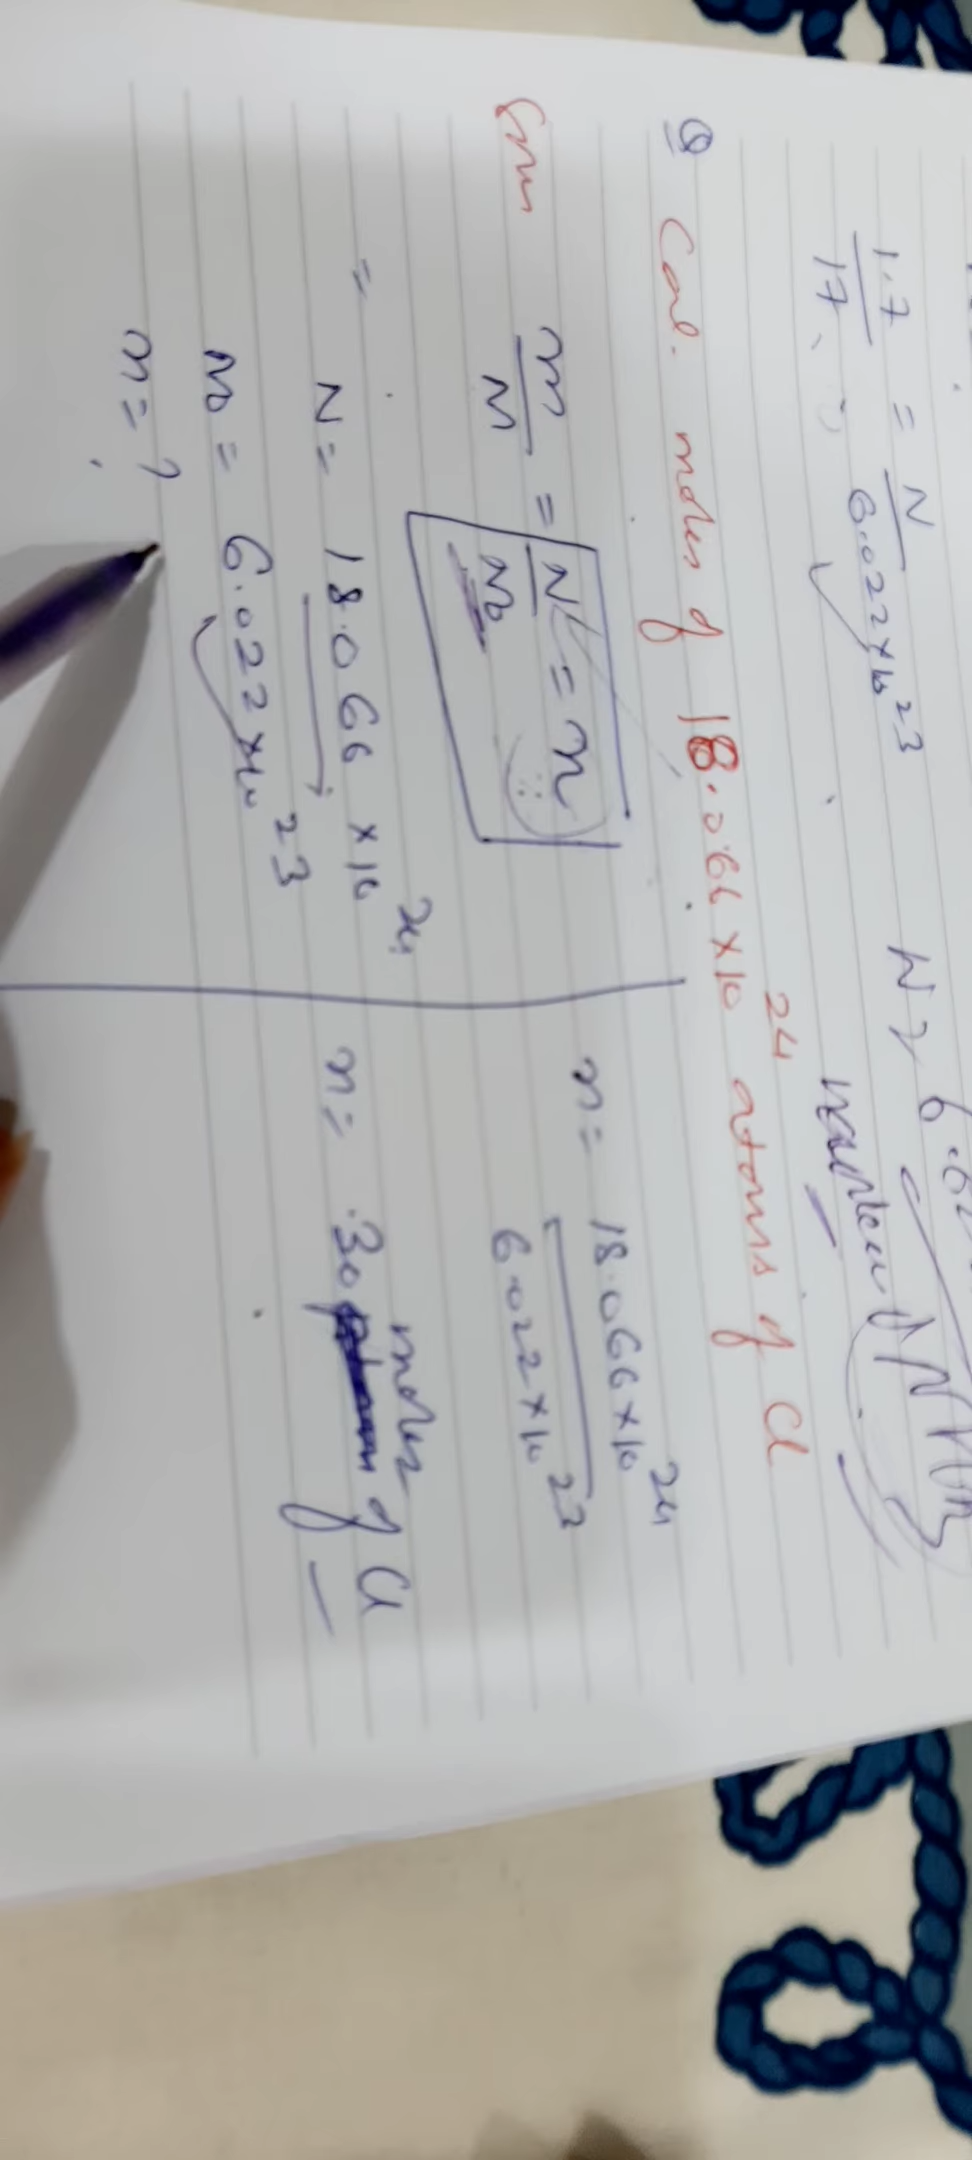 1.7 / 17 = N / 6.022×10^23
N = 6.02
Q Cal. moles of 18.066 × 10^24 atoms of Cl
m / M = N / N0 = n
= N = 18.066 × 10^24
N0 = 6.022×10^23
n = ?
n = 18.066×10^24 / 6.022×10^23
n = 30 moles of Cl